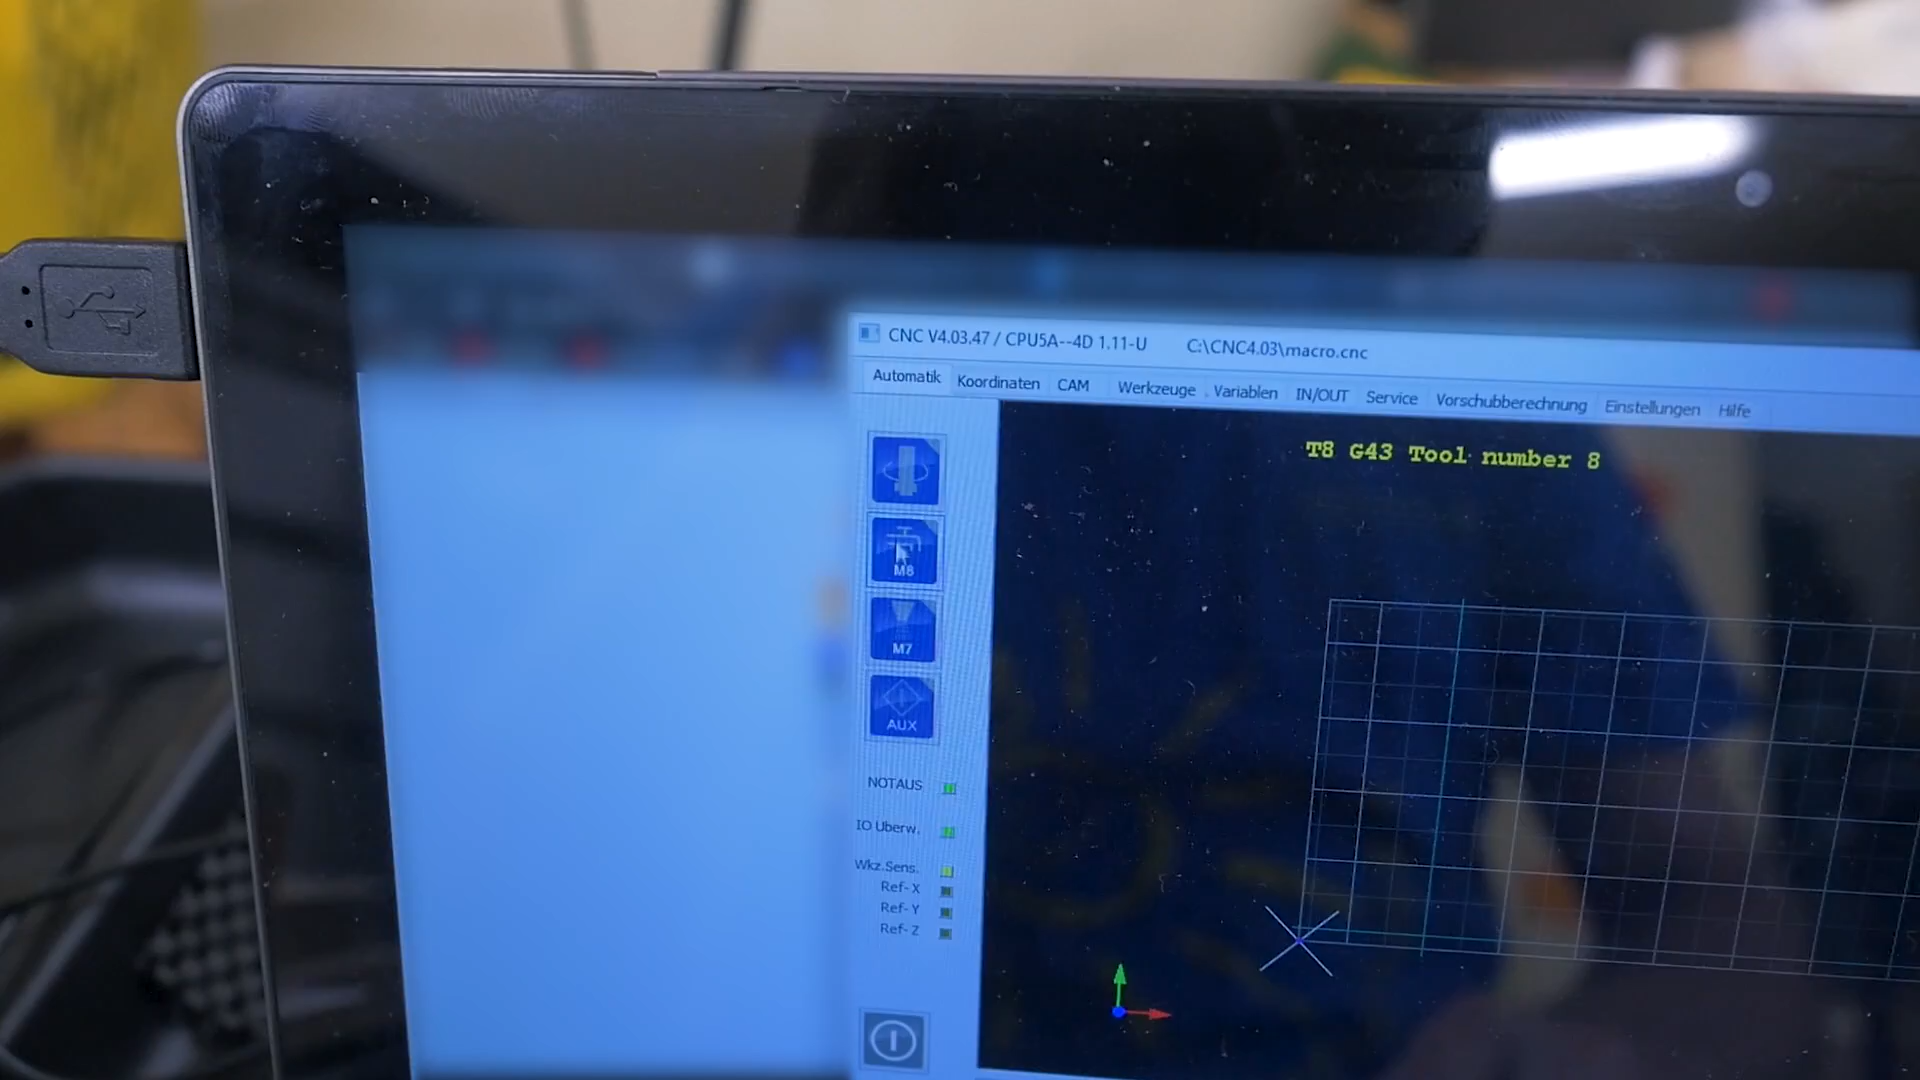 CNC V4.03.47 / CPU5A--4D 1.11-U C:\CNC4.03\macro.cnc
Automatik Koordinaten CAM Werkzeuge Variablen IN/OUT Service Vorschubberechnung Einstellungen Hilfe
T8 G43 Tool number 8
M8
M7
AUX
NOTAUS
IO Uberw.
Wkz.Sens.
Ref-X
Ref-Y
Ref-Z